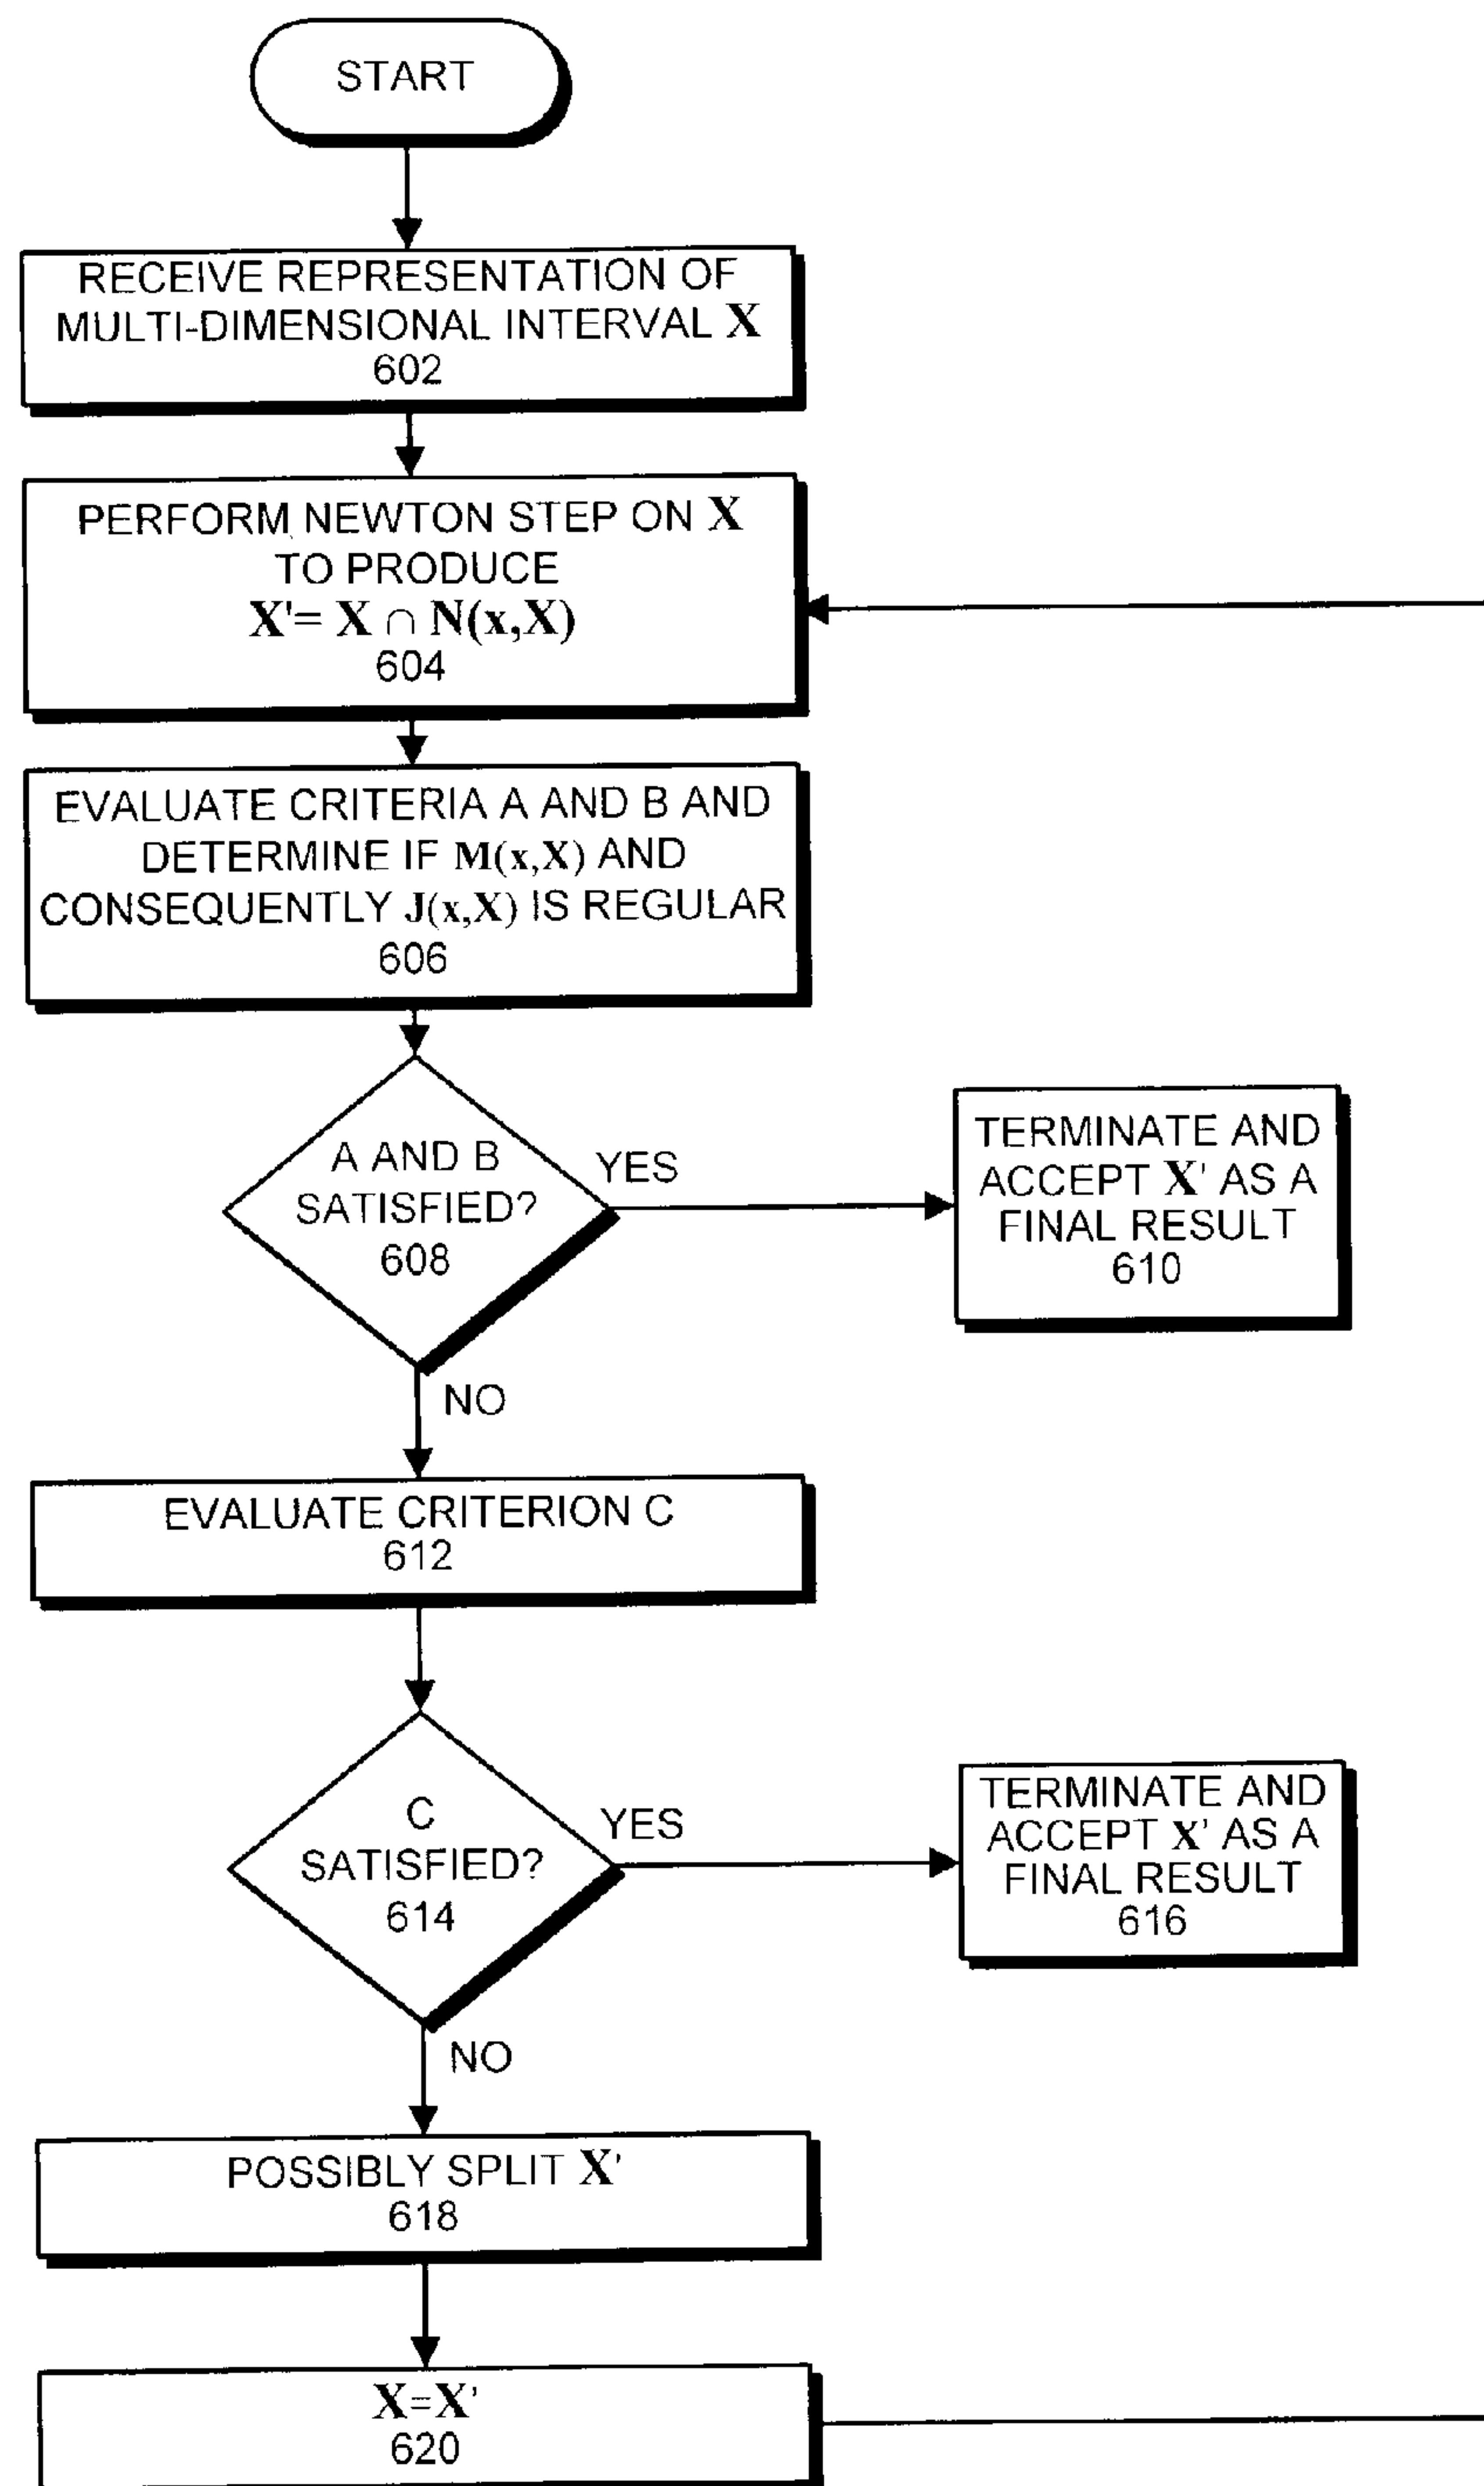 START
RECEIVE REPRESENTATION OF
MULTI-DIMENSIONAL INTERVAL X
602
PERFORM NEWTON STEP ON X
TO PRODUCE
X'= X ∩ N(x,X)
604
EVALUATE CRITERIA A AND B AND
DETERMINE IF M(x,X) AND
CONSEQUENTLY J(x,X) IS REGULAR
606
A AND B
SATISFIED?
608
YES
TERMINATE AND
ACCEPT X' AS A
FINAL RESULT
610
NO
EVALUATE CRITERION C
612
C
SATISFIED?
614
YES
TERMINATE AND
ACCEPT X' AS A
FINAL RESULT
616
NO
POSSIBLY SPLIT X'
618
X=X'
620